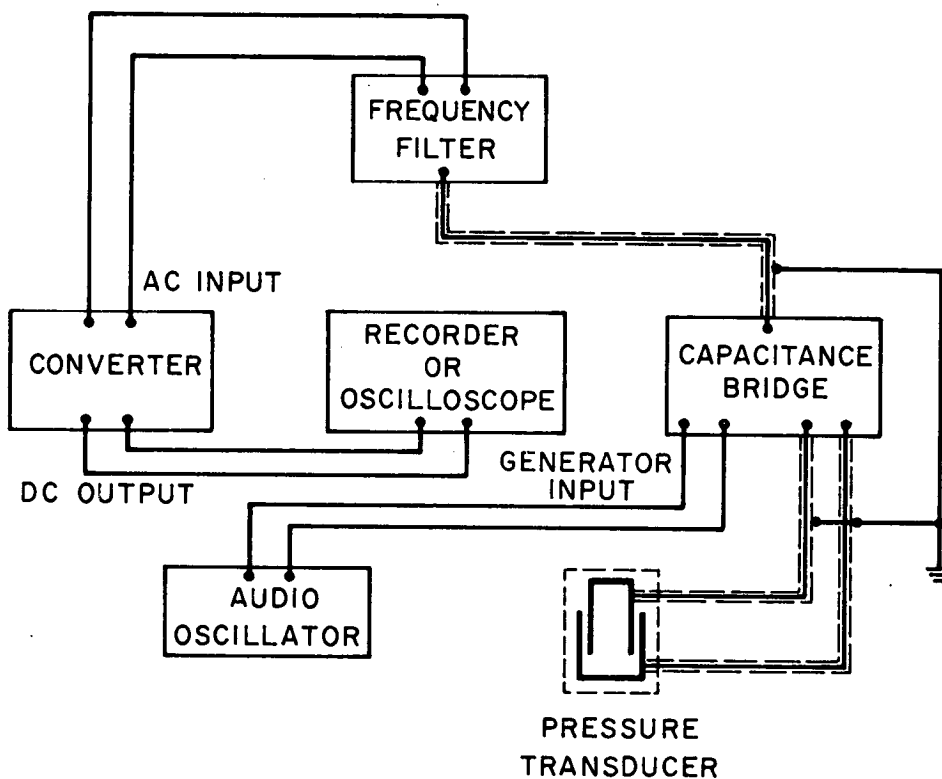 FREQUENCY
FILTER
AC INPUT
CONVERTER
RECORDER
OR
OSCILLOSCOPE
CAPACITANCE
BRIDGE
DC OUTPUT
GENERATOR
INPUT
AUDIO
OSCILLATOR
PRESSURE
TRANSDUCER